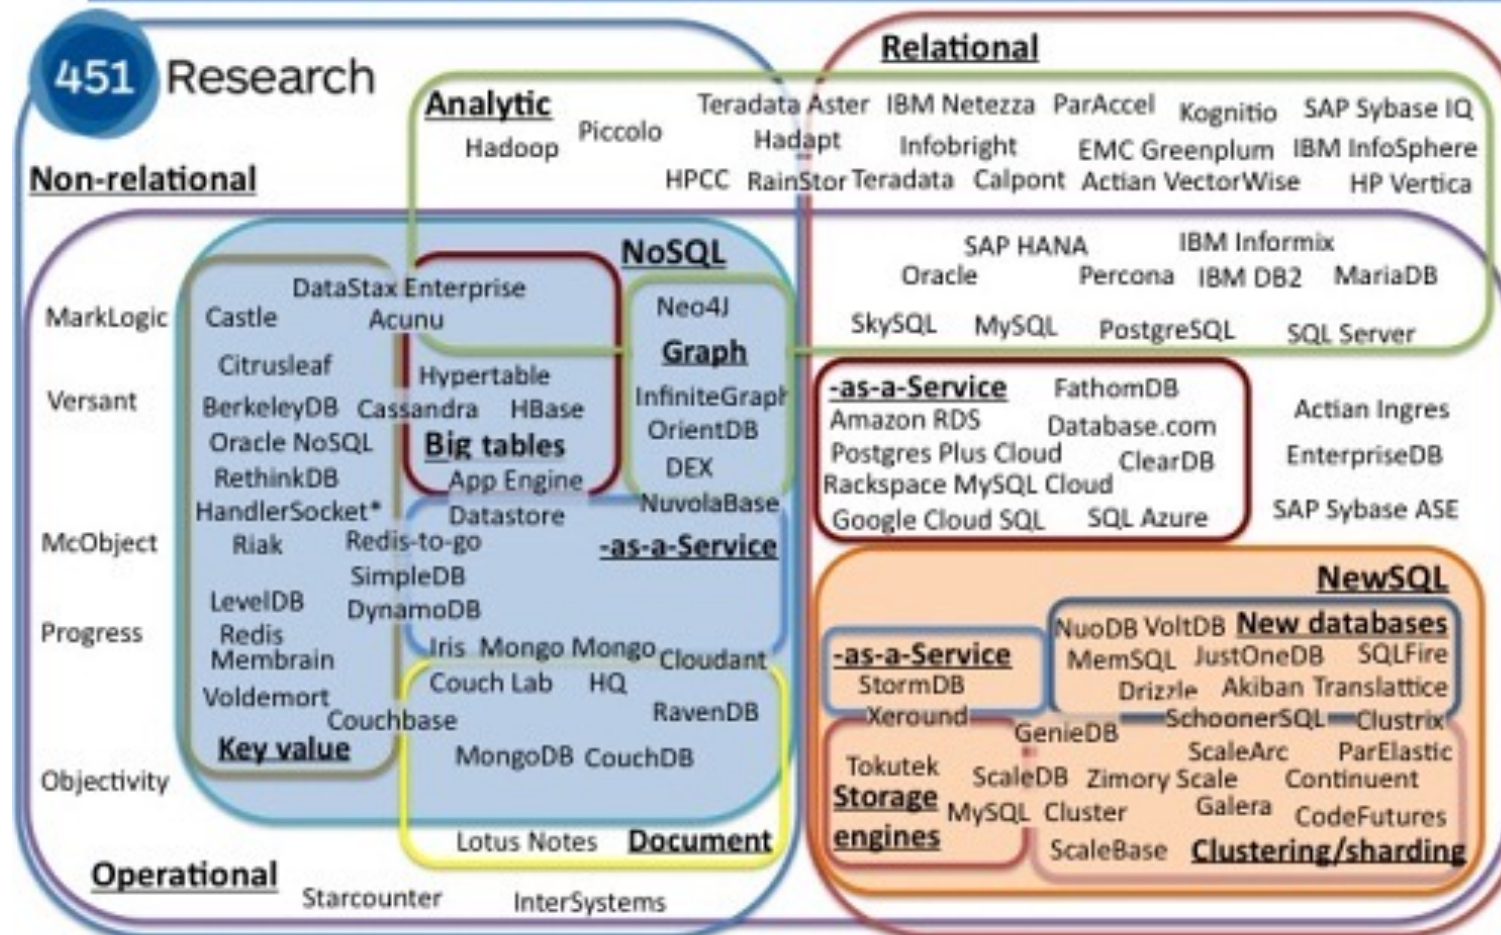 451 Research
Relational
Analytic
Hadoop
Piccolo
Teradata Aster
IBM Netezza
ParAccel
Kognitio
SAP Sybase IQ
Hadapt
Infobright
EMC Greenplum
IBM InfoSphere
HPCC
RainStor
Teradata
Calpont
Actian VectorWise
HP Vertica
Non-relational
NoSQL
SAP HANA
IBM Informix
Oracle
Percona
IBM DB2
MariaDB
SkySQL
MySQL
PostgreSQL
SQL Server
MarkLogic
Versant
McObject
Progress
Objectivity
DataStax Enterprise
Castle
Acunu
Citrusleaf
Hypertable
BerkeleyDB
Cassandra
HBase
Oracle NoSQL
Big tables
RethinkDB
App Engine
HandlerSocket*
Datastore
Riak
Redis-to-go
SimpleDB
LevelDB
DynamoDB
Redis
Membrain
Voldemort
Couchbase
Key value
Neo4J
Graph
InfiniteGraph
OrientDB
DEX
NuvolaBase
-as-a-Service
Iris Mongo Mongo
Cloudant
Couch Lab HQ
RavenDB
MongoDB CouchDB
Lotus Notes
Document
Operational
Starcounter
InterSystems
-as-a-Service
FathomDB
Amazon RDS
Database.com
Postgres Plus Cloud
ClearDB
Rackspace MySQL Cloud
Google Cloud SQL
SQL Azure
Actian Ingres
EnterpriseDB
SAP Sybase ASE
NewSQL
NuoDB VoltDB New databases
MemSQL JustOneDB SQLFire
Drizzle Akiban Translattice
-as-a-Service
StormDB
Xeround
GenieDB
SchoonerSQL
Clustrix
Tokutek
ScaleArc
ParElastic
ScaleDB
Zimory Scale
Continuent
Storage
engines
MySQL Cluster
Galera
CodeFutures
ScaleBase
Clustering/sharding